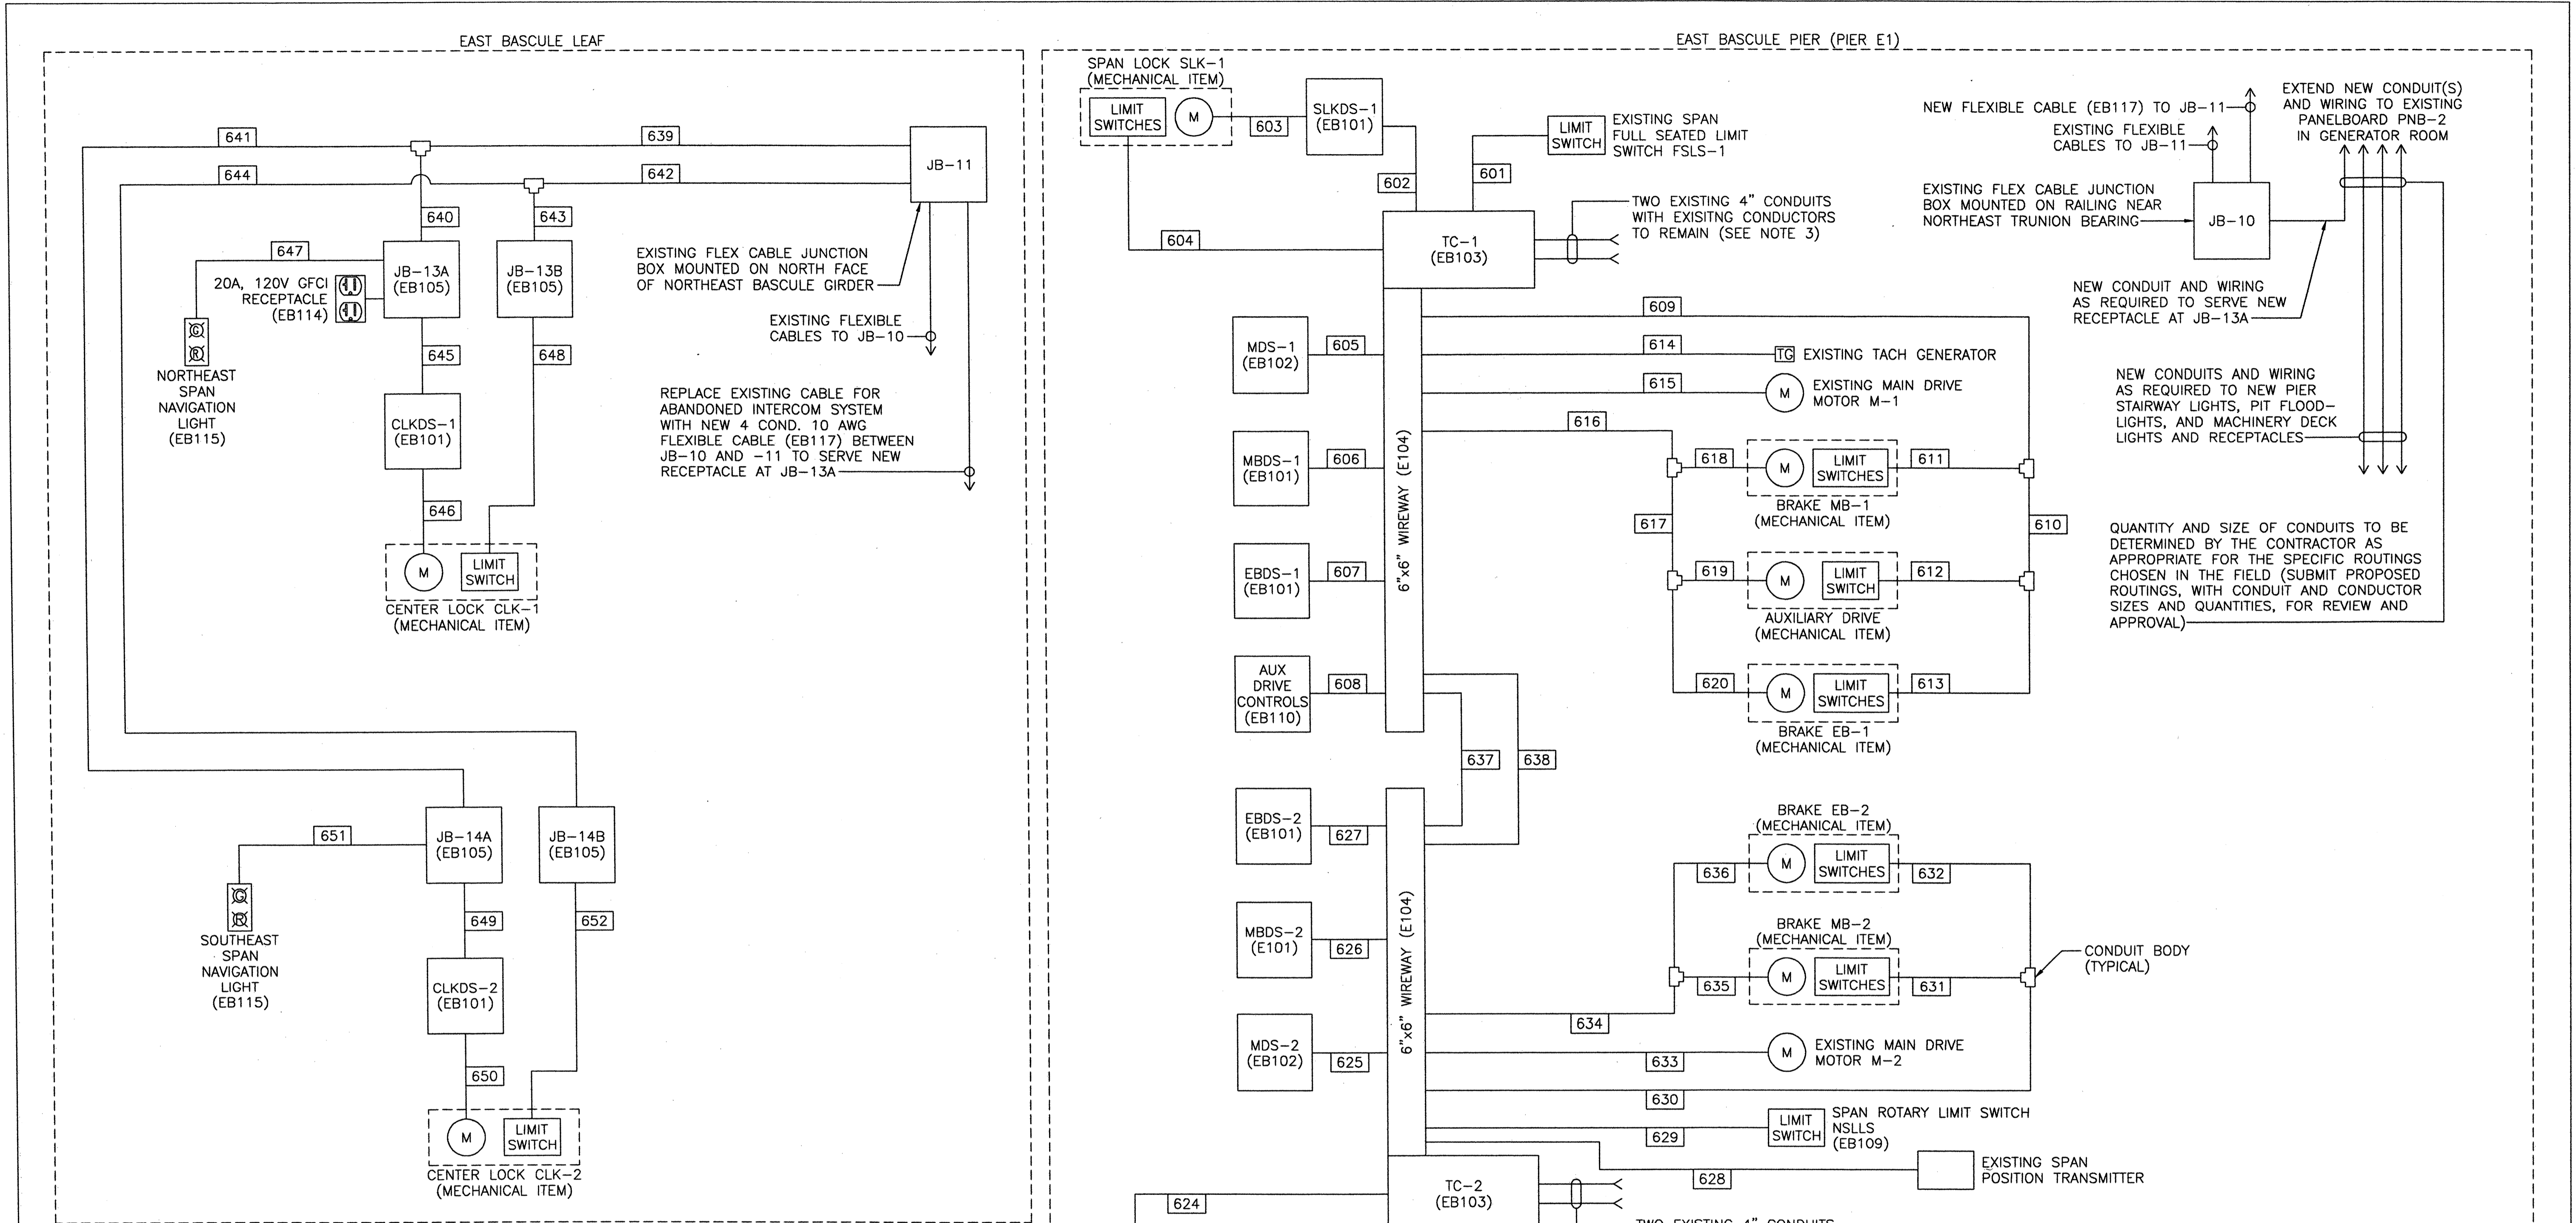 EAST BASCULE LEAF
641
639
JB-11
644
642
640
643
647
JB-13A
(EB105)
JB-13B
(EB105)
20A, 120V GFCI
RECEPTACLE
(EB114)
EXISTING FLEX CABLE JUNCTION
BOX MOUNTED ON NORTH FACE
OF NORTHEAST BASCULE GIRDER
EXISTING FLEXIBLE
CABLES TO JB-10
G
R
NORTHEAST
SPAN
NAVIGATION
LIGHT
(EB115)
645
648
REPLACE EXISTING CABLE FOR
ABANDONED INTERCOM SYSTEM
WITH NEW 4 COND. 10 AWG
FLEXIBLE CABLE (EB117) BETWEEN
JB-10 AND -11 TO SERVE NEW
RECEPTACLE AT JB-13A
CLKDS-1
(EB101)
646
M
LIMIT
SWITCH
CENTER LOCK CLK-1
(MECHANICAL ITEM)
651
JB-14A
(EB105)
JB-14B
(EB105)
G
R
SOUTHEAST
SPAN
NAVIGATION
LIGHT
(EB115)
649
652
CLKDS-2
(EB101)
650
M
LIMIT
SWITCH
CENTER LOCK CLK-2
(MECHANICAL ITEM)
EAST BASCULE PIER (PIER E1)
SPAN LOCK SLK-1
(MECHANICAL ITEM)
LIMIT
SWITCHES
M
603
SLKDS-1
(EB101)
602
601
LIMIT
SWITCH
EXISTING SPAN
FULL SEATED LIMIT
SWITCH FSLS-1
604
TC-1
(EB103)
TWO EXISTING 4" CONDUITS
WITH EXISITNG CONDUCTORS
TO REMAIN (SEE NOTE 3)
NEW FLEXIBLE CABLE (EB117) TO JB-11
EXISTING FLEXIBLE
CABLES TO JB-11
EXISTING FLEX CABLE JUNCTION
BOX MOUNTED ON RAILING NEAR
NORTHEAST TRUNION BEARING
JB-10
EXTEND NEW CONDUIT(S)
AND WIRING TO EXISTING
PANELBOARD PNB-2
IN GENERATOR ROOM
NEW CONDUIT AND WIRING
AS REQUIRED TO SERVE NEW
RECEPTACLE AT JB-13A
NEW CONDUITS AND WIRING
AS REQUIRED TO NEW PIER
STAIRWAY LIGHTS, PIT FLOOD-
LIGHTS, AND MACHINERY DECK
LIGHTS AND RECEPTACLES
QUANTITY AND SIZE OF CONDUITS TO BE
DETERMINED BY THE CONTRACTOR AS
APPROPRIATE FOR THE SPECIFIC ROUTINGS
CHOSEN IN THE FIELD (SUBMIT PROPOSED
ROUTINGS, WITH CONDUIT AND CONDUCTOR
SIZES AND QUANTITIES, FOR REVIEW AND
APPROVAL)
MDS-1
(EB102)
605
MBDS-1
(EB101)
606
EBDS-1
(EB101)
607
AUX
DRIVE
CONTROLS
(EB110)
608
6"x6" WIREWAY (E104)
609
614
TG EXISTING TACH GENERATOR
615
M
EXISTING MAIN DRIVE
MOTOR M-1
616
618
M
LIMIT
SWITCHES
611
BRAKE MB-1
(MECHANICAL ITEM)
617
610
619
M
LIMIT
SWITCH
612
AUXILIARY DRIVE
(MECHANICAL ITEM)
620
M
LIMIT
SWITCHES
613
BRAKE EB-1
(MECHANICAL ITEM)
637
638
EBDS-2
(EB101)
627
MBDS-2
(E101)
626
MDS-2
(EB102)
625
6"x6" WIREWAY (E104)
BRAKE EB-2
(MECHANICAL ITEM)
636
M
LIMIT
SWITCHES
632
BRAKE MB-2
(MECHANICAL ITEM)
635
M
LIMIT
SWITCHES
631
CONDUIT BODY
(TYPICAL)
634
633
M
EXISTING MAIN DRIVE
MOTOR M-2
630
629
LIMIT
SWITCH
SPAN ROTARY LIMIT SWITCH
NSLLS
(EB109)
628
EXISTING SPAN
POSITION TRANSMITTER
624
TC-2
(EB103)
TWO EXISTING 4" CONDUITS